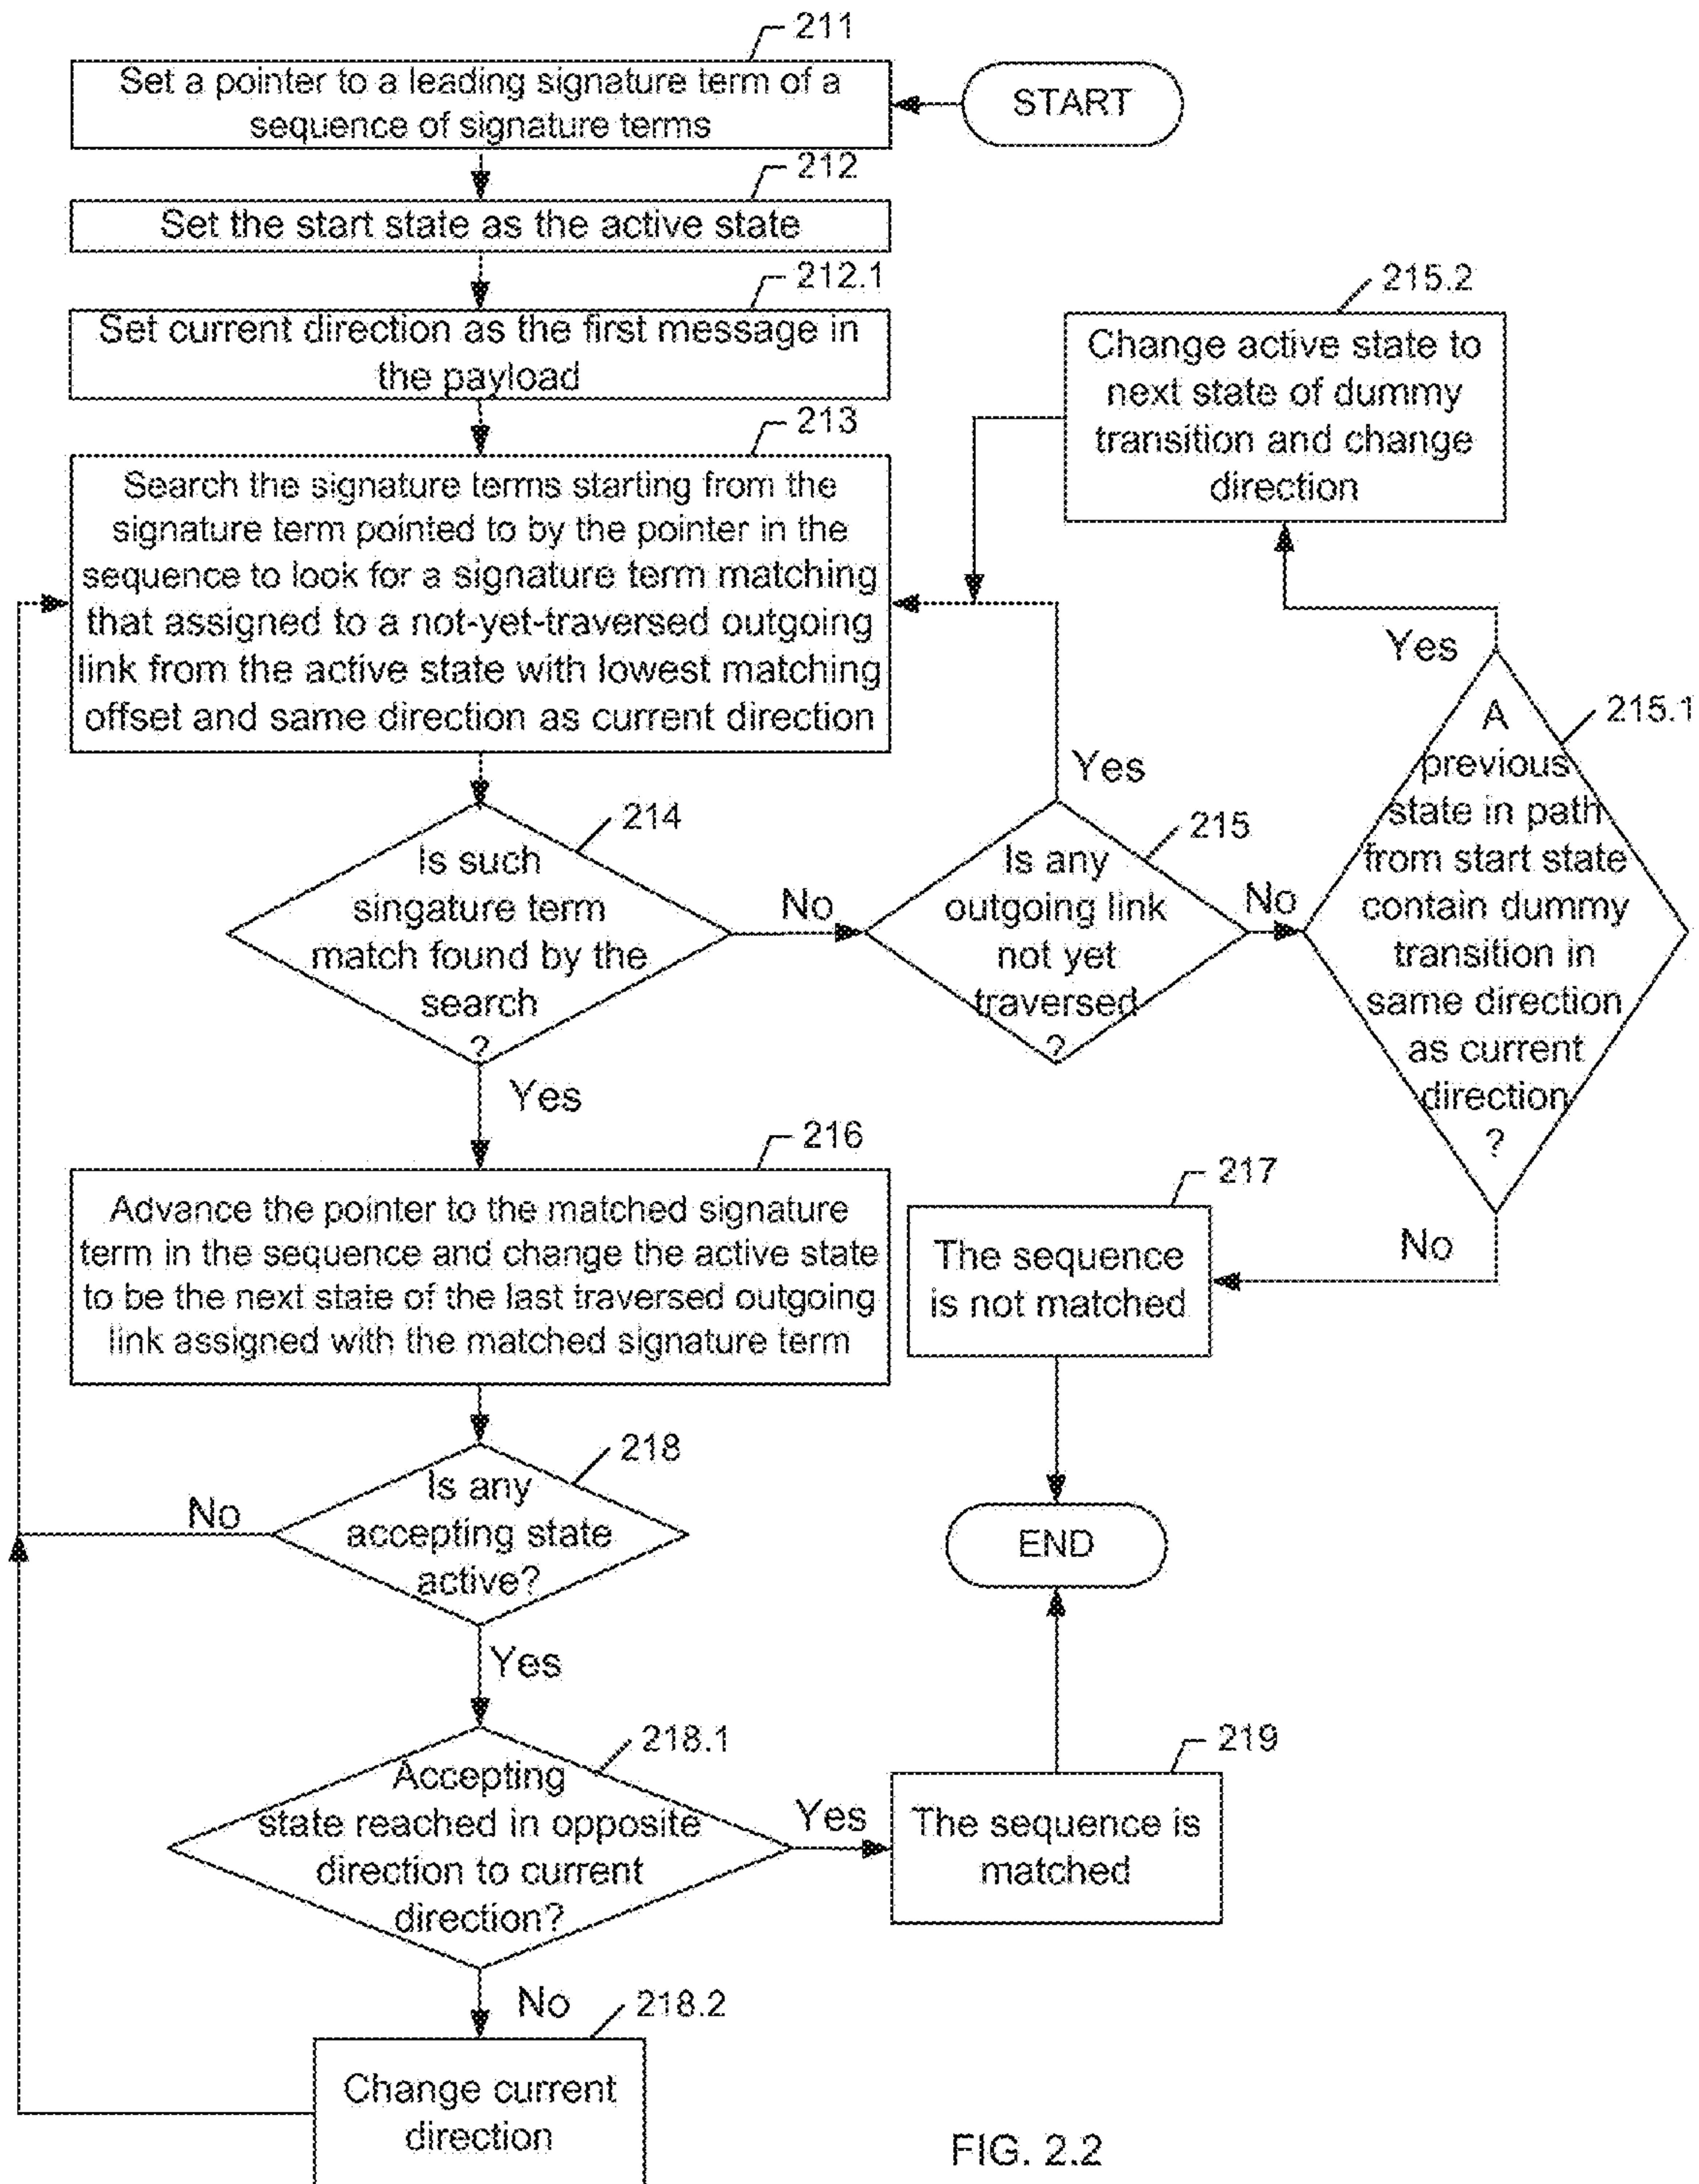 211
Set a pointer to a leading signature term of a
sequence of signature terms
START
212
Set the start state as the active state
212.1
Set current direction as the first message in
the payload
213
Search the signature terms starting from the
signature term pointed to by the pointer in the
sequence to look for a signature term matching
that assigned to a not-yet-traversed outgoing
link from the active state with lowest matching
offset and same direction as current direction
215.2
Change active state to
next state of dummy
transition and change
direction
Yes
215.1
A
previous
state in path
from start state
contain dummy
transition in
same direction
as current
direction
?
Yes
214
Is such
singature term
match found by the
search
?
No
215
Is any
outgoing link
not yet
traversed
?
No
Yes
216
Advance the pointer to the matched signature
term in the sequence and change the active state
to be the next state of the last traversed outgoing
link assigned with the matched signature term
217
The sequence
is not matched
No
218
Is any
accepting state
active?
No
END
Yes
218.1
Accepting
state reached in opposite
direction to current
direction?
Yes
219
The sequence is
matched
No
218.2
Change current
direction
FIG. 2.2